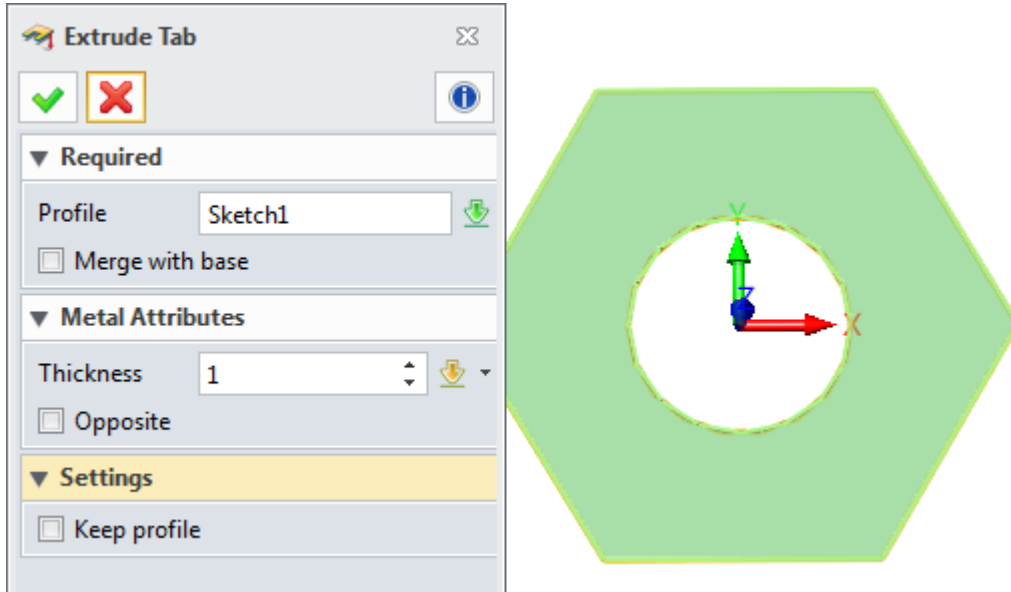 Extrude Tab
Required
Profile Sketch1
Merge with base
Metal Attributes
Thickness 1
Opposite
Settings
Keep profile
Y
Z
X